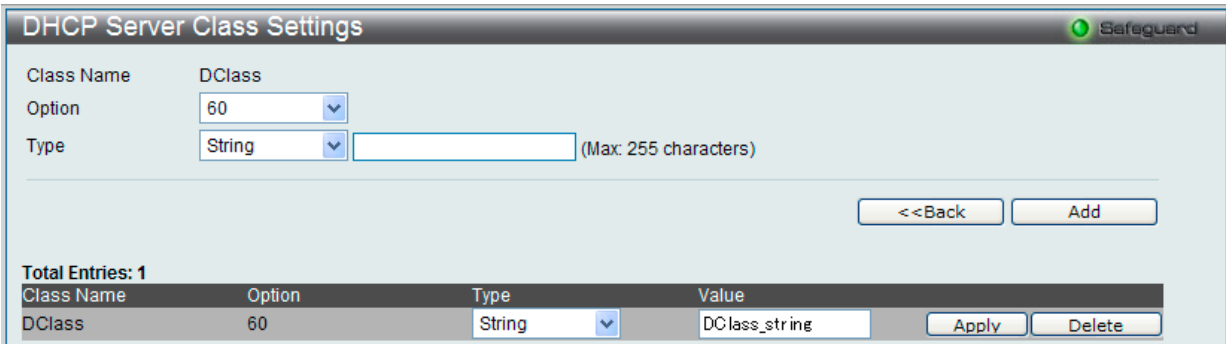 DHCP Server Class Settings
Safeguard
Class Name DClass
Option 60
Type String (Max: 255 characters)
<<Back Add
Total Entries: 1
Class Name Option Type Value
DClass 60 String DClass_string Apply Delete